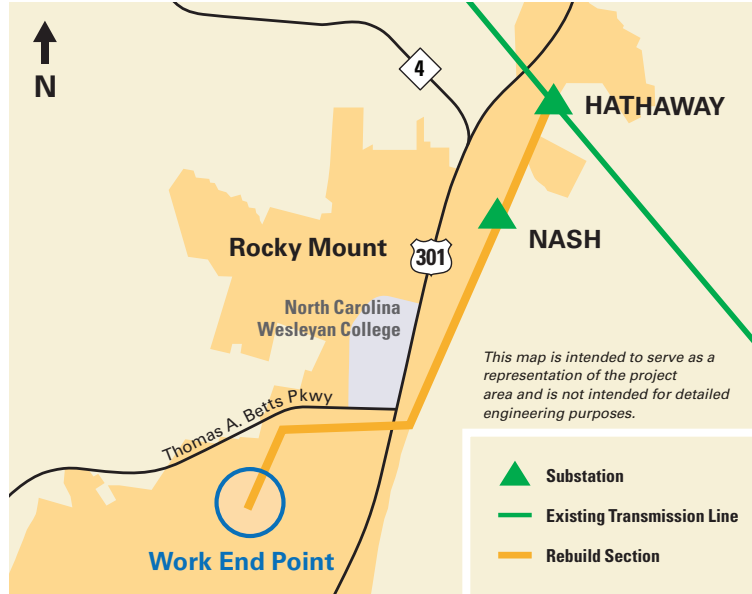 N
4
HATHAWAY
NASH
Rocky Mount
301
North Carolina
Wesleyan College
This map is intended to serve as a
representation of the project
area and is not intended for detailed
engineering purposes.
Thomas A. Betts Pkwy
Work End Point
Substation
Existing Transmission Line
Rebuild Section